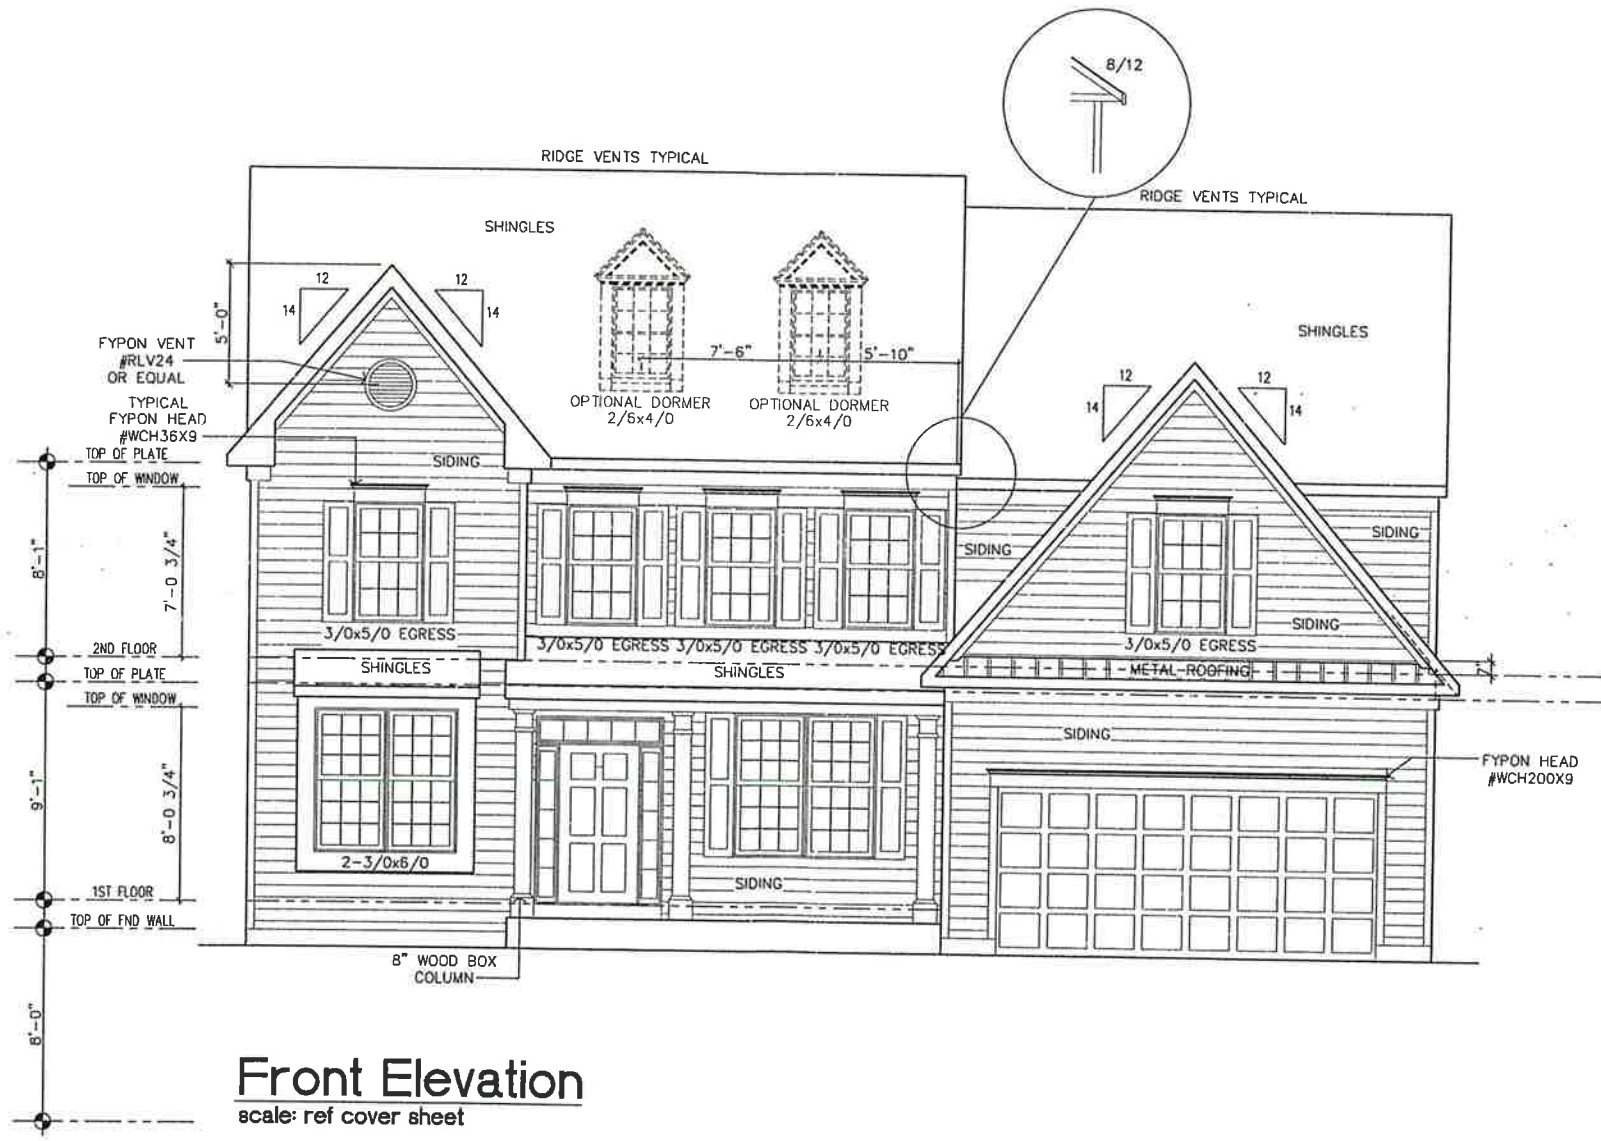 8/12
RIDGE VENTS TYPICAL
RIDGE VENTS TYPICAL
SHINGLES
SHINGLES
12
12
14
14
5'-0"
FYPON VENT
#RLV24
OR EQUAL
7'-6"
5'-10"
OPTIONAL DORMER
2/6x4/0
OPTIONAL DORMER
2/6x4/0
12
12
14
14
TYPICAL
FYPON HEAD
#WCH36X9
TOP OF PLATE
SIDING
TOP OF WINDOW
SIDING
SIDING
8'-1"
7'-0 3/4"
SIDING
3/0x5/0 EGRESS
3/0x5/0 EGRESS
3/0x5/0 EGRESS
3/0x5/0 EGRESS
3/0x5/0 EGRESS
2ND FLOOR
SHINGLES
SHINGLES
METAL ROOFING
7"
TOP OF PLATE
TOP OF WINDOW
SIDING
FYPON HEAD
#WCH200X9
9'-1"
8'-0 3/4"
2-3/0x6/0
SIDING
1ST FLOOR
TOP OF FND WALL
8" WOOD BOX
COLUMN
8'-0"
Front Elevation
scale: ref cover sheet